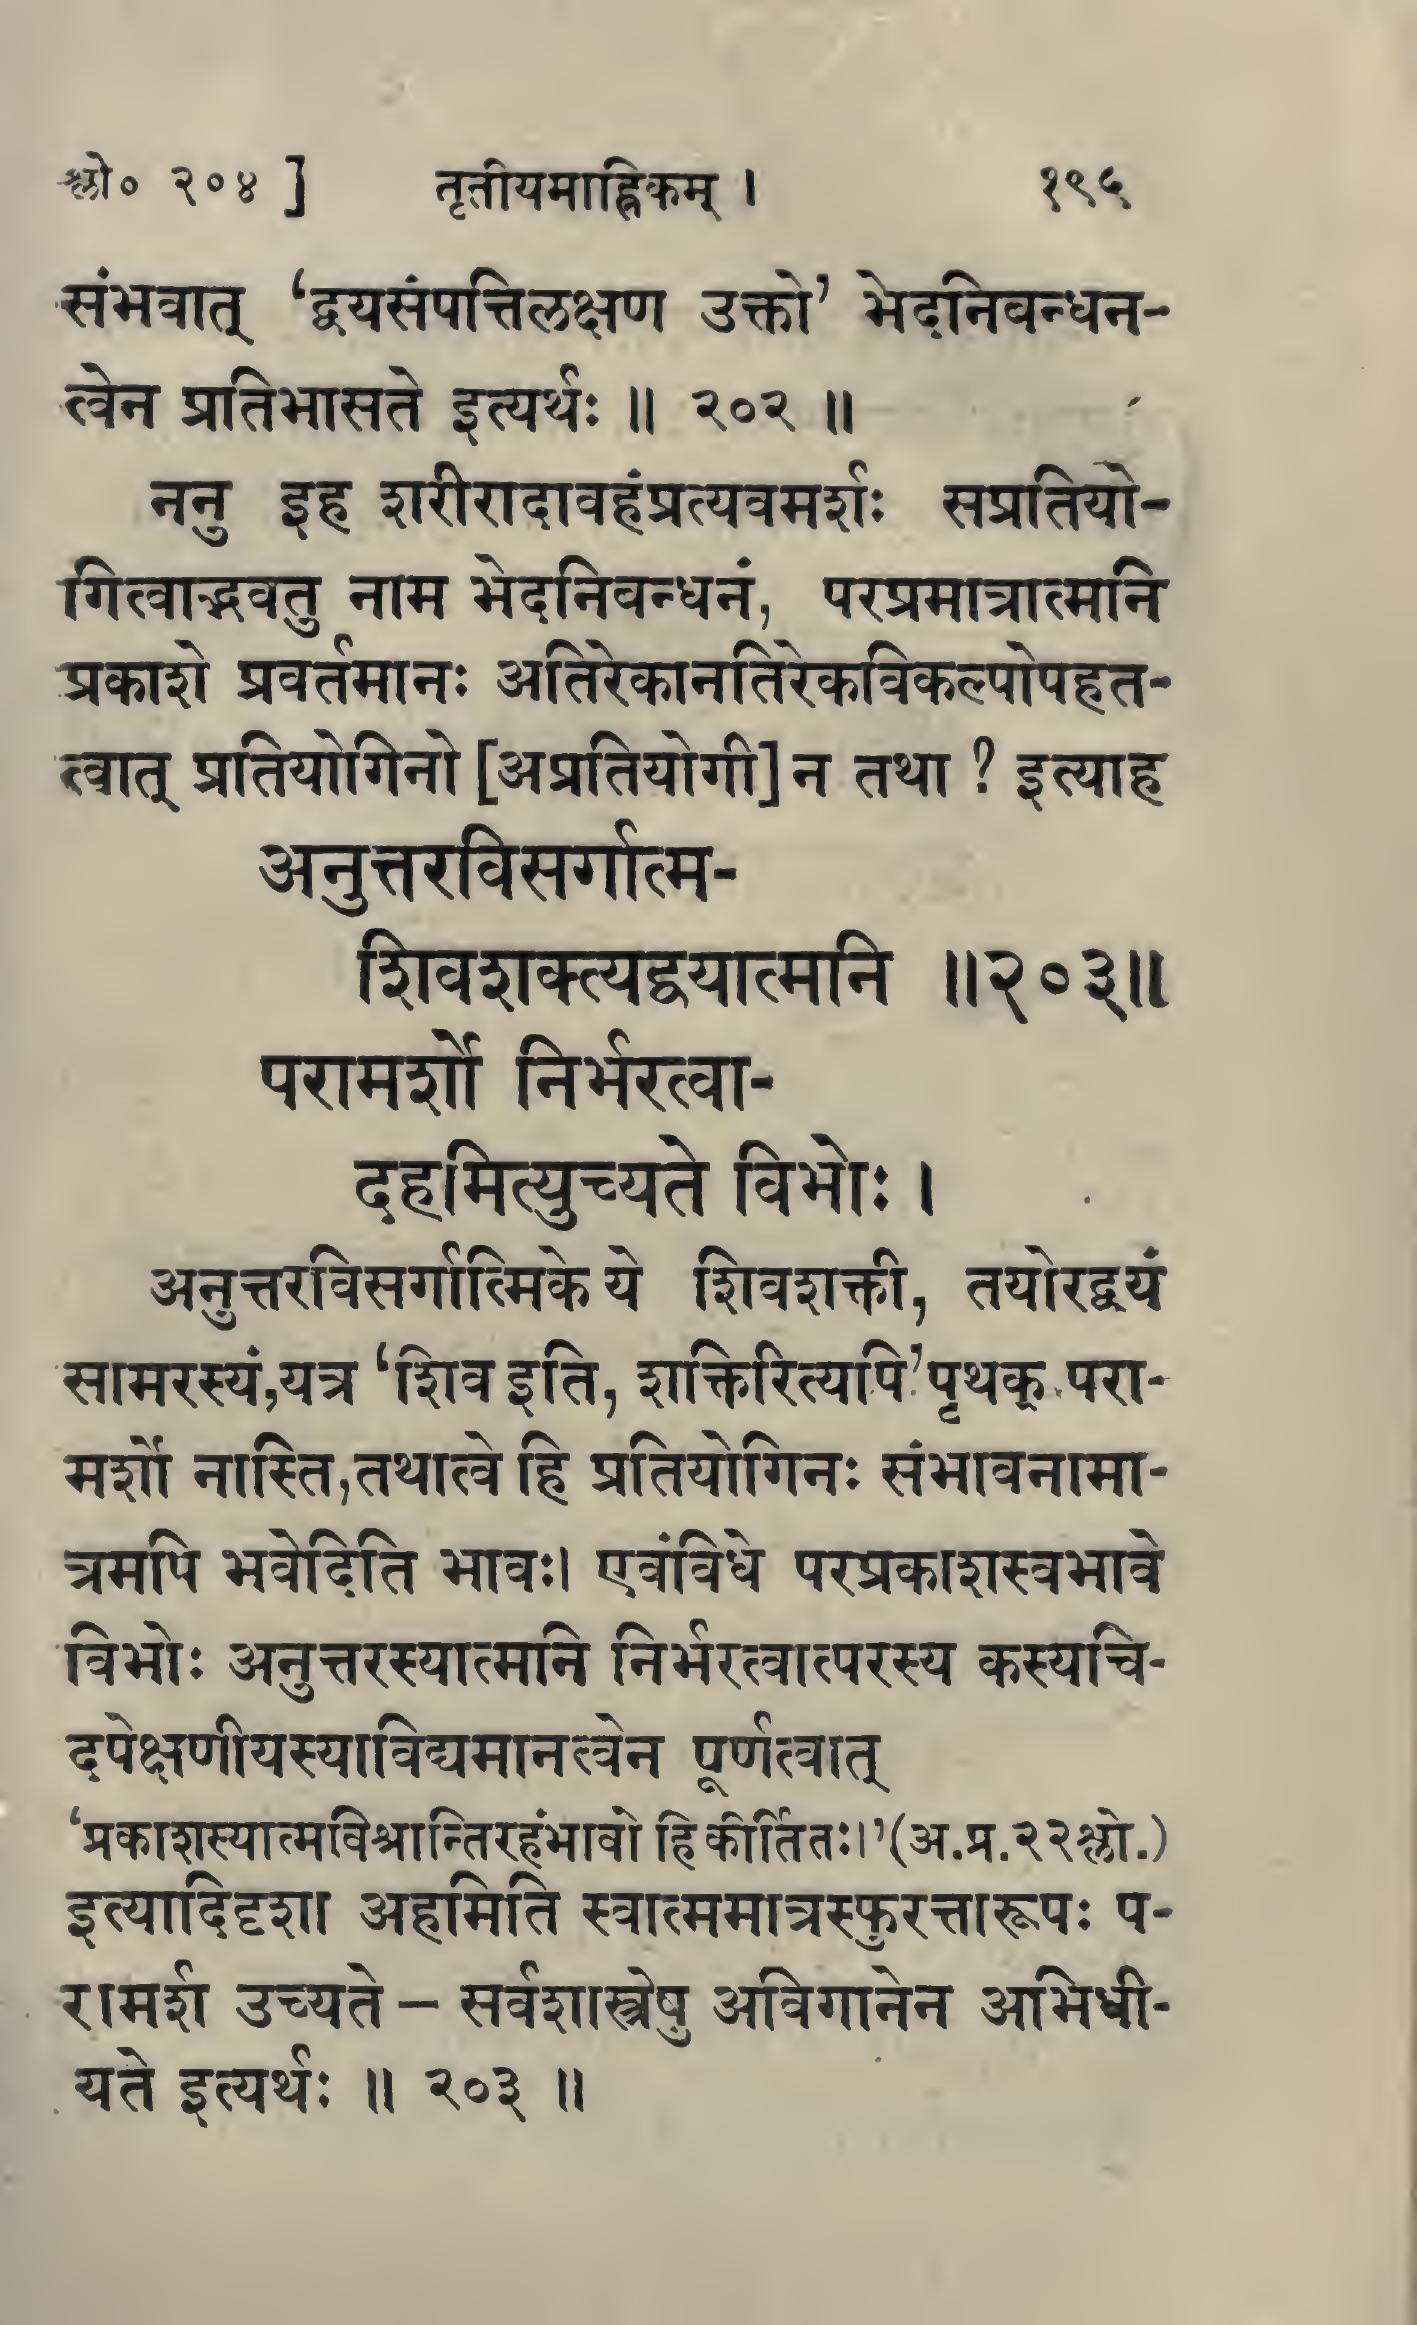 श्लो० २०४ ] तृतीयमाह्निकम् । १९५
संभवात् ‘द्वयसंपत्तिलक्षण उक्तो’ भेदनिबन्धन-
त्वेन प्रतिभासते इत्यर्थः ॥ २०२ ॥
ननु इह शरीरादावहंप्रत्यवमर्शः सप्रतियो-
गित्वाद्भवतु नाम भेदनिबन्धनं, परप्रमात्रात्मनि
प्रकाशे प्रवर्तमानः अतिरेकानतिरेकविकल्पोपहत-
त्वात् प्रतियोगिनो [अप्रतियोगी] न तथा ? इत्याह
अनुत्तरविसर्गात्म-
शिवशक्त्यद्वयात्मनि ॥२०३॥
परामर्शो निर्भरत्वा-
दहमित्युच्यते विभोः ।
अनुत्तरविसर्गात्मिके ये शिवशक्ती, तयोरद्वयं
सामरस्यं,यत्र ‘शिव इति, शक्तिरित्यपि’ पृथक् परा-
मर्शो नास्ति,तथात्वे हि प्रतियोगिनः संभावनामा-
त्रमपि भवेदिति भावः। एवंविधे परप्रकाशस्वभावे
विभोः अनुत्तरस्यात्मनि निर्भरत्वात्परस्य कस्यचि-
दपेक्षणीयस्याविद्यमानत्वेन पूर्णत्वात्
‘प्रकाशस्यात्मविश्रान्तिरहंभावो हि कीर्तितः।’(अ.प्र.२२श्लो.)
इत्यादिदृशा अहमिति स्वात्ममात्रस्फुरत्तारूपः प-
रामर्श उच्यते – सर्वशास्त्रेषु अविगानेन अभिधी-
यते इत्यर्थः ॥ २०३ ॥